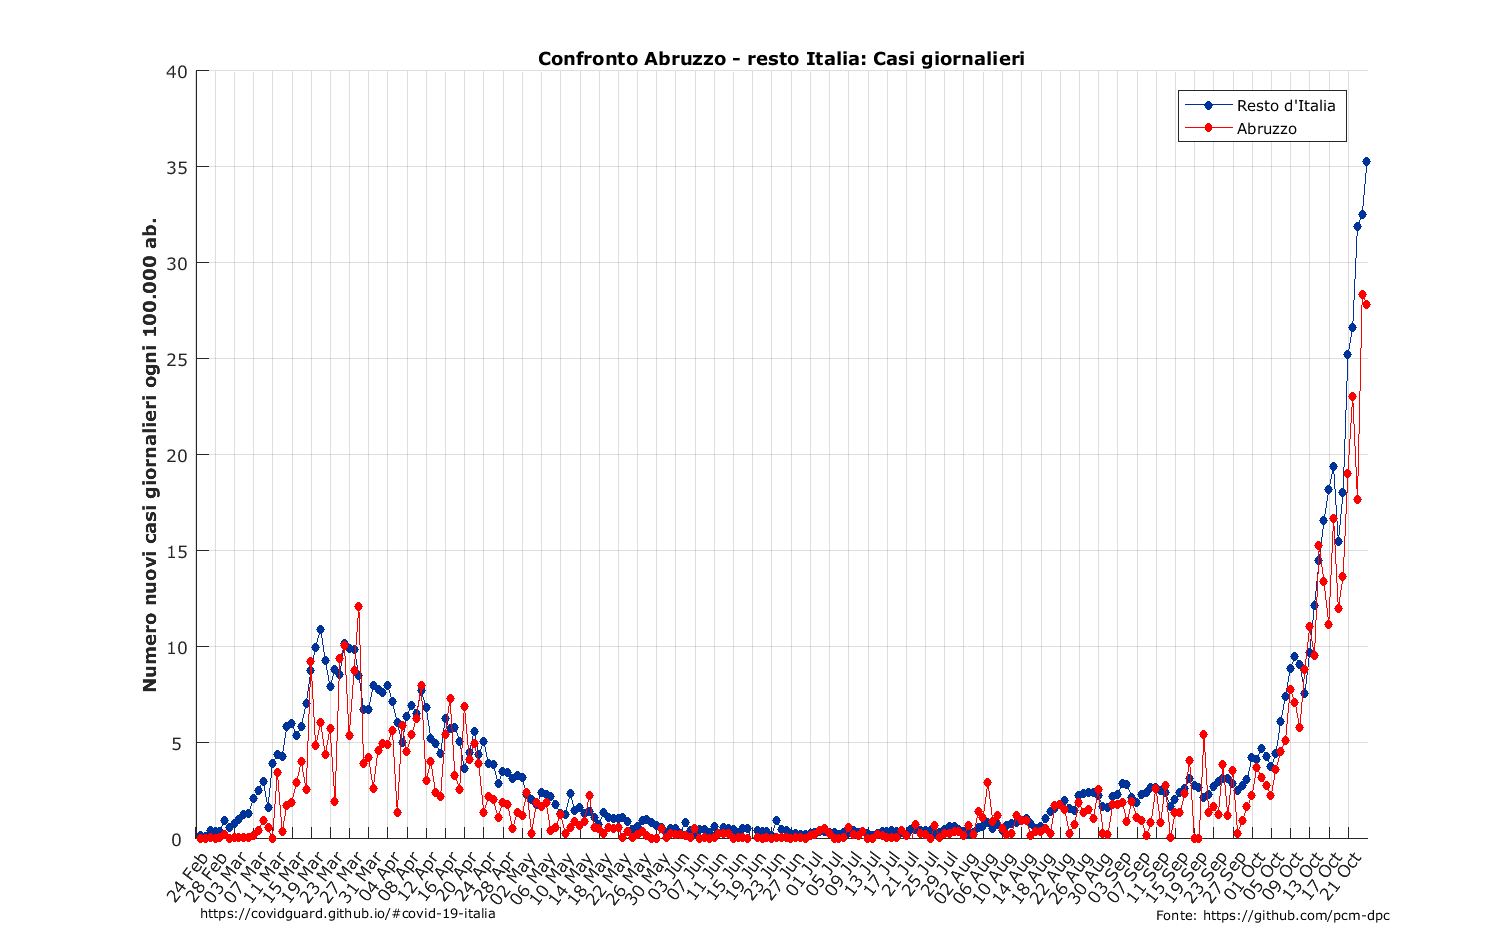 Confronto Abruzzo - resto Italia: Casi giornalieri
Numero nuovi casi giornalieri ogni 100.000 ab.
40
35
30
25
20
15
10
5
0
Resto d'Italia
Abruzzo
24 Feb
28 Feb
03 Mar
07 Mar
11 Mar
15 Mar
19 Mar
23 Mar
27 Mar
31 Mar
04 Apr
08 Apr
12 Apr
16 Apr
20 Apr
24 Apr
28 Apr
02 May
06 May
10 May
14 May
18 May
22 May
26 May
30 May
03 Jun
07 Jun
11 Jun
15 Jun
19 Jun
23 Jun
27 Jun
01 Jul
05 Jul
09 Jul
13 Jul
17 Jul
21 Jul
25 Jul
29 Jul
02 Aug
06 Aug
10 Aug
14 Aug
18 Aug
22 Aug
26 Aug
30 Aug
03 Sep
07 Sep
11 Sep
15 Sep
19 Sep
23 Sep
27 Sep
01 Oct
05 Oct
09 Oct
13 Oct
17 Oct
21 Oct
https://covidguard.github.io/#covid-19-italia
Fonte: https://github.com/pcm-dpc